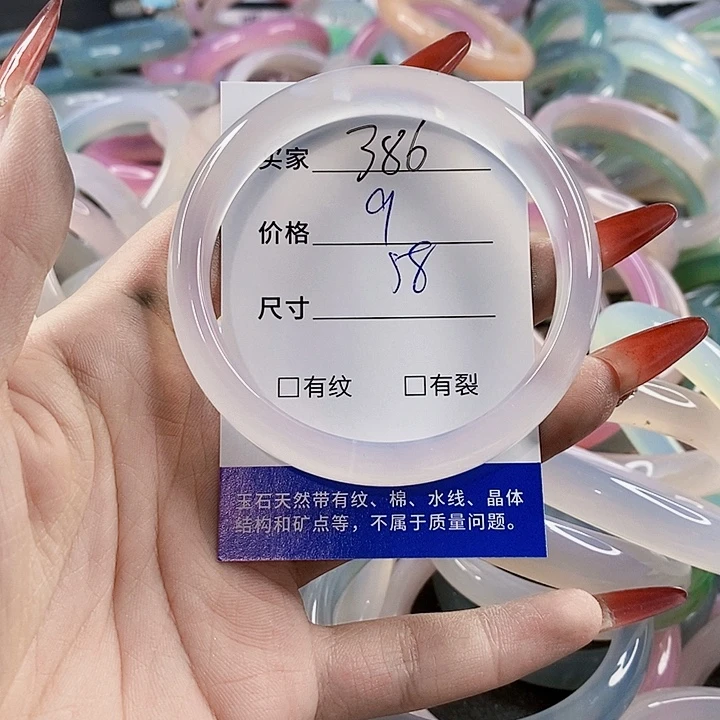 买家 386
价格 9
58
尺寸
□有纹 □有裂
玉石天然带有纹、棉、水线、晶体
结构和矿点等，不属于质量问题。